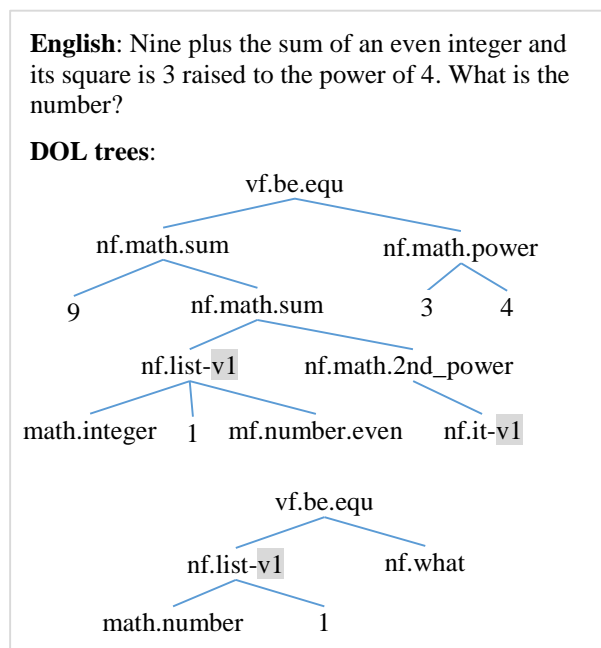 English: Nine plus the sum of an even integer and
its square is 3 raised to the power of 4. What is the
number?
DOL trees:
vf.be.equ
nf.math.sum nf.math.power
9 nf.math.sum 3 4
nf.list-v1 nf.math.2nd_power
math.integer 1 mf.number.even nf.it-v1
vf.be.equ
nf.list-v1 nf.what
math.number 1